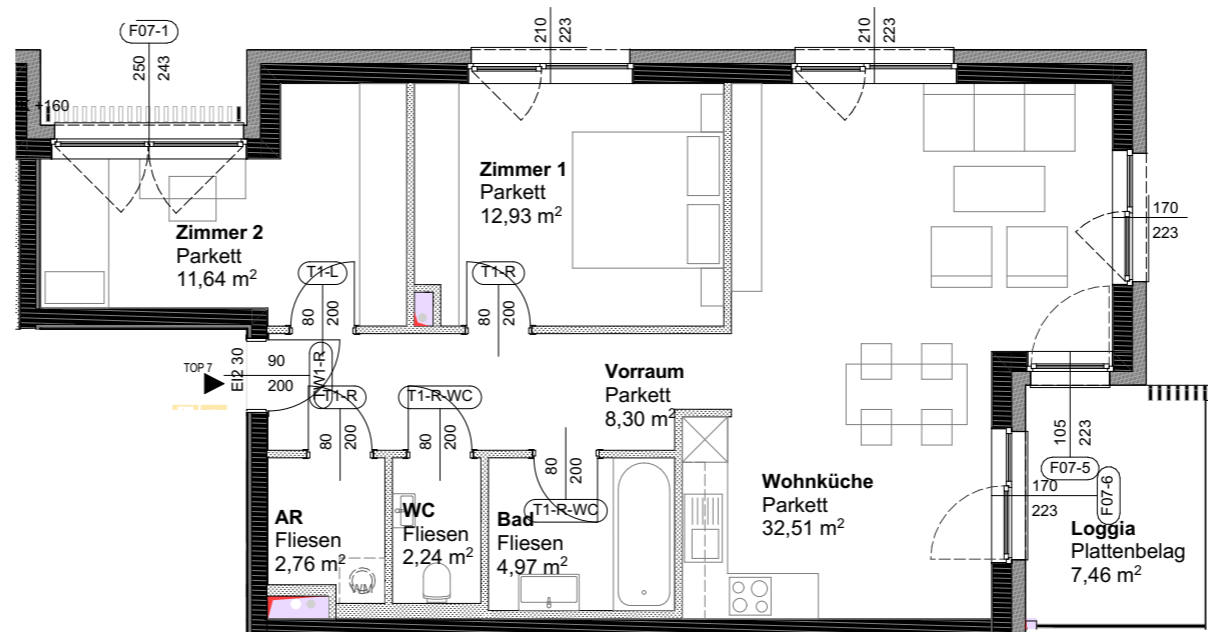 F07-1
250
243
210
223
210
223
+160
Zimmer 1
Parkett
12,93 m²
Zimmer 2
Parkett
11,64 m²
170
223
T1-L
80
200
T1-R
80
200
TOP 7
EI2 30
90
200
W1-R
T1-R
80
200
T1-R-WC
80
200
Vorraum
Parkett
8,30 m²
80
200
T1-R-WC
105
223
F07-5
170
223
F07-6
Wohnküche
Parkett
32,51 m²
AR
Fliesen
2,76 m²
WC
Fliesen
2,24 m²
Bad
Fliesen
4,97 m²
Loggia
Plattenbelag
7,46 m²
WM